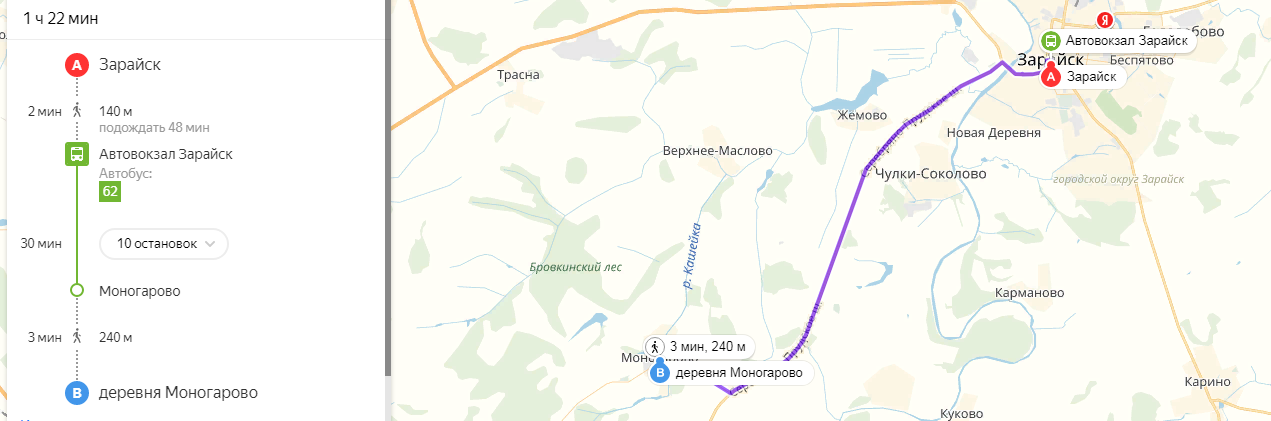 1 ч 22 мин
A
Зарайск
2 мин
140 м
подождать 48 мин
Автовокзал Зарайск
Автобус:
62
30 мин
10 остановок
Моногарово
3 мин
240 м
B
деревня Моногарово
Я
Автовокзал Зарайск
Зарайск
Беспятово
A
Зарайск
Трасна
Жёмово
Новая Деревня
Верхнее-Маслово
Чулки-Соколово
городской округ Зарайск
р. Кашейка
Бровкинский лес
Карманово
3 мин, 240 м
B
деревня Моногарово
Карино
Куково